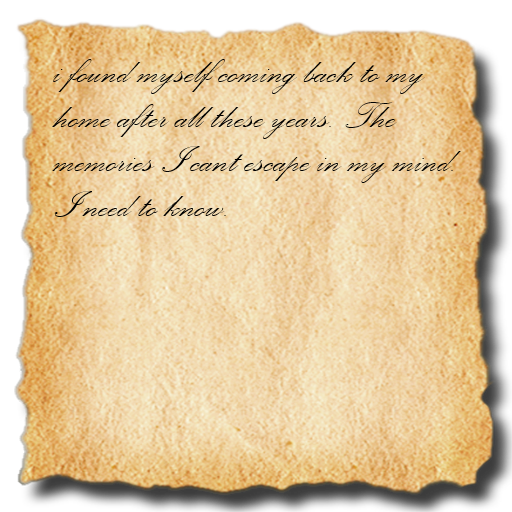 i found myself coming back to my
home after all these years. The
memories I cant escape in my mind.
I need to know.